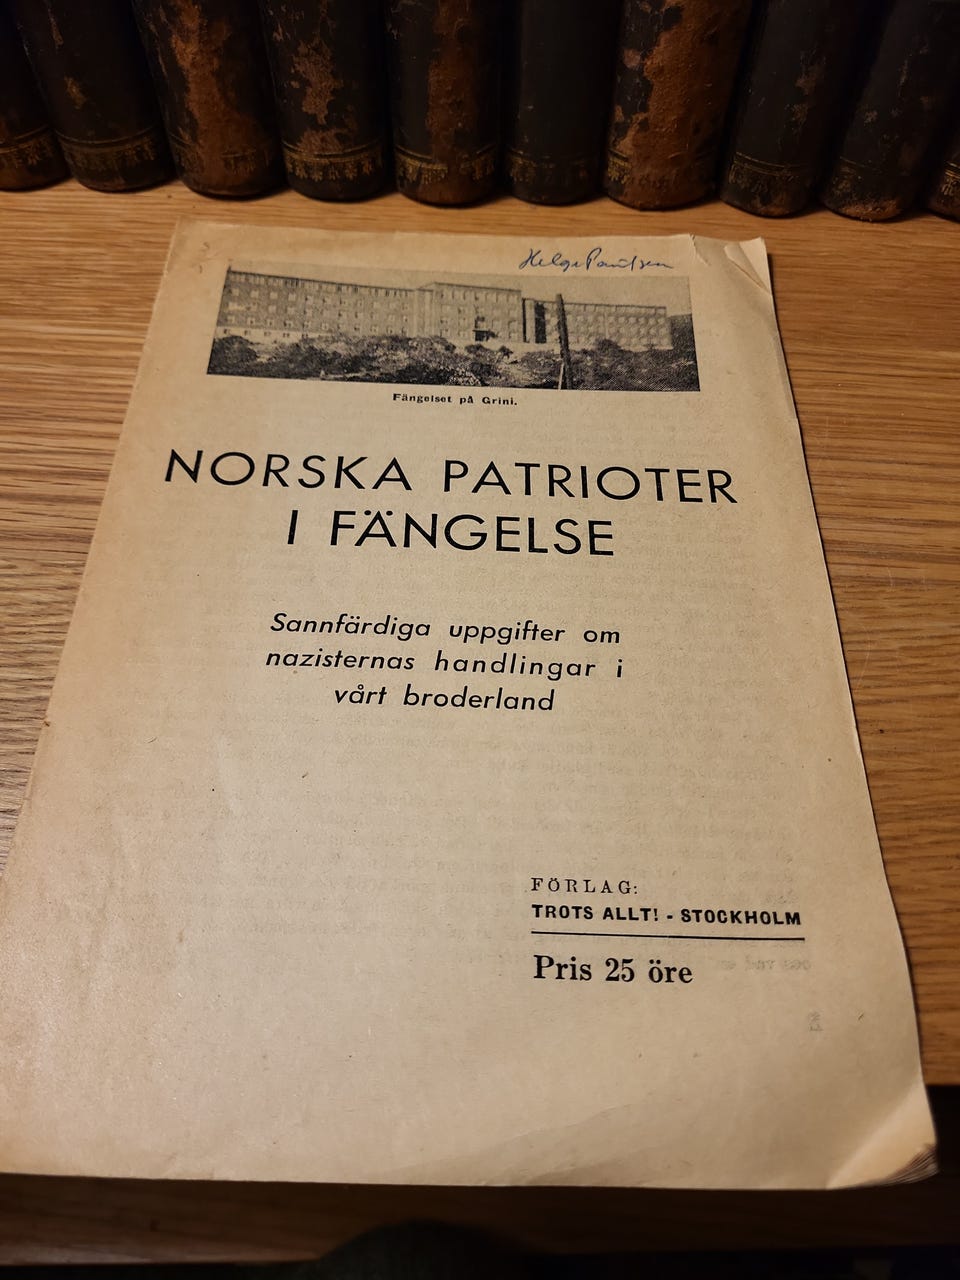 Helge Paulsen
Fängelset på Grini.
NORSKA PATRIOTER
I FÄNGELSE
Sannfärdiga uppgifter om
nazisternas handlingar i
vårt broderland
FÖRLAG:
TROTS ALLT! - STOCKHOLM
Pris 25 öre